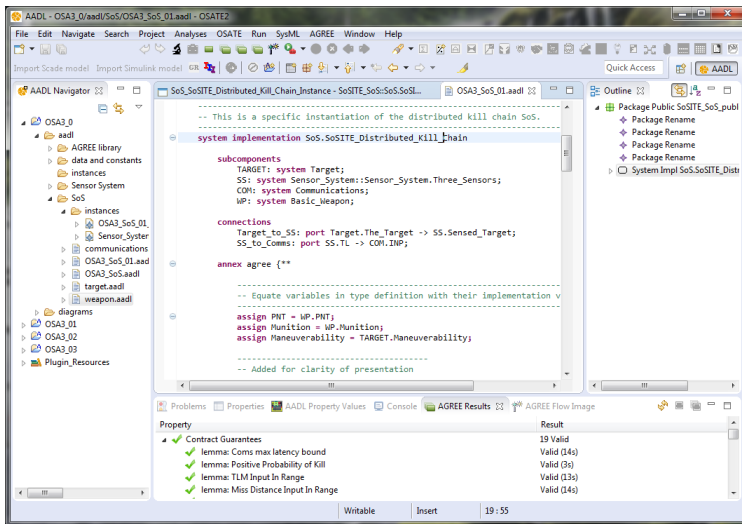 AADL - OSA3_0/aadl/SoS/OSA3_SoS_01.aadl - OSATE2
File Edit Navigate Search Project Analyses OSATE Run SysML AGREE Window Help
Import Scade model Import Simulink model GR
Quick Access AADL
AADL Navigator
OSA3_0
aadl
AGREE library
data and constants
instances
Sensor System
SoS
instances
OSA3_SoS_01_
Sensor_Syster
communications
OSA3_SoS_01.aad
OSA3_SoS.aadl
target.aadl
weapon.aadl
diagrams
OSA3_01
OSA3_02
OSA3_03
Plugin_Resources
SoS_SoSITE_Distributed_Kill_Chain_Instance - SoSITE_SoS::SoS.SoSI...
OSA3_SoS_01.aadl
--------------------------------------------------------------
-- This is a specific instantiation of the distributed kill chain SoS.
--------------------------------------------------------------
system implementation SoS.SoSITE_Distributed_Kill_Chain
subcomponents
TARGET: system Target;
SS: system Sensor_System::Sensor_System.Three_Sensors;
COM: system Communications;
WP: system Basic_Weapon;
connections
Target_to_SS: port Target.The_Target -> SS.Sensed_Target;
SS_to_Comms: port SS.TL -> COM.INP;
annex agree {**
--------------------------------------------------------
-- Equate variables in type definition with their implementation v
--------------------------------------------------------
assign PNT = WP.PNT;
assign Munition = WP.Munition;
assign Maneuverability = TARGET.Maneuverability;
---------------------------------
-- Added for clarity of presentation
Outline
Package Public SoSITE_SoS_publ
Package Rename
Package Rename
Package Rename
Package Rename
System Impl SoS.SoSITE_Distr
Problems Properties AADL Property Values Console AGREE Results AGREE Flow Image
Property Result
Contract Guarantees 19 Valid
lemma: Coms max latency bound Valid (14s)
lemma: Positive Probability of Kill Valid (3s)
lemma: TLM Input In Range Valid (13s)
lemma: Miss Distance Input In Range Valid (14s)
Writable Insert 19 : 55